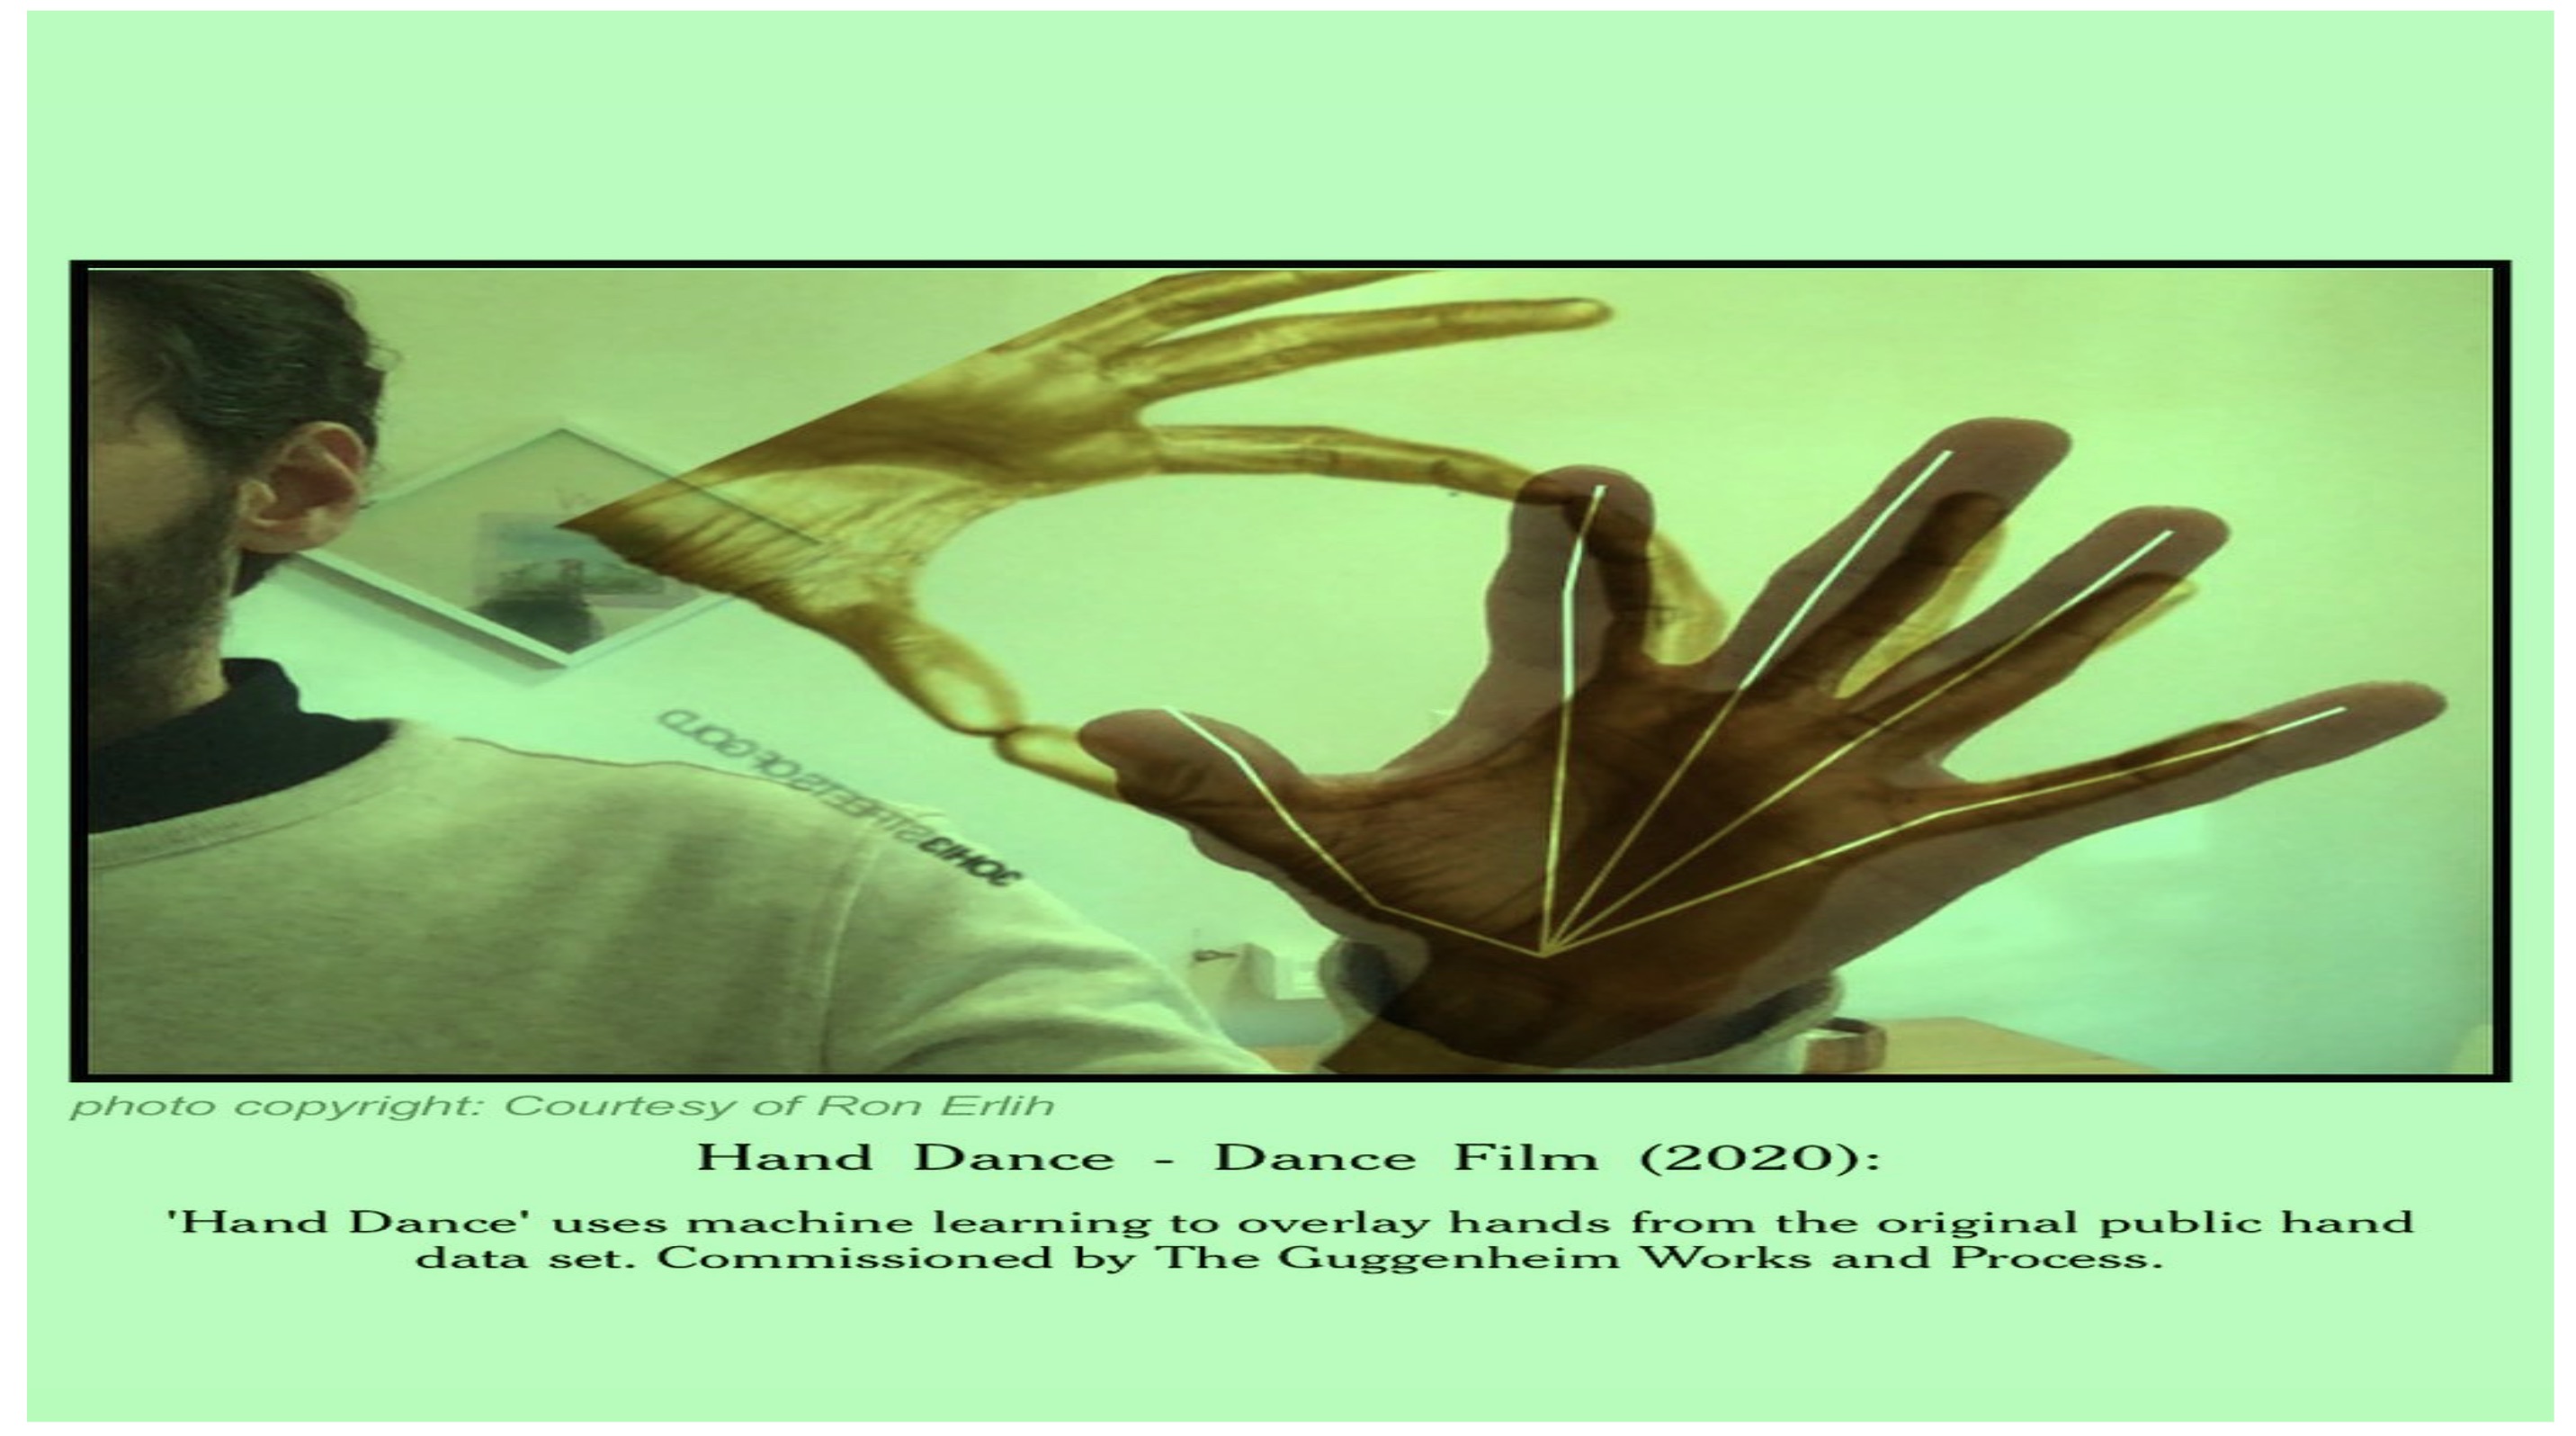 photo copyright: Courtesy of Ron Erlih
Hand Dance - Dance Film (2020):
'Hand Dance' uses machine learning to overlay hands from the original public hand
data set. Commissioned by The Guggenheim Works and Process.